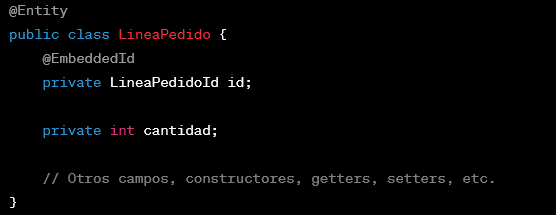 @Entity
public class LineaPedido {
    @EmbeddedId
    private LineaPedidoId id;

    private int cantidad;

    // Otros campos, constructores, getters, setters, etc.
}